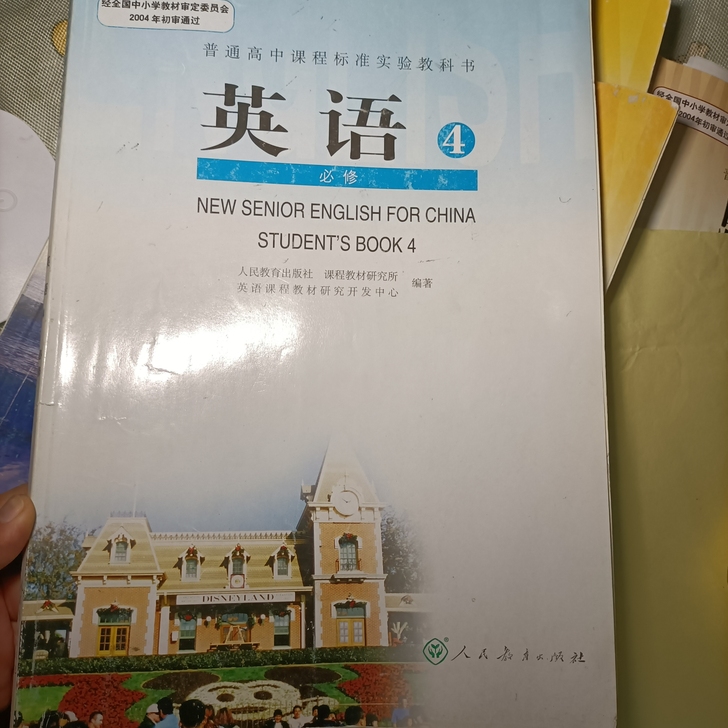 经全国中小学教材审定委员会
2004年初审通过
普通高中课程标准实验教科书
英语 4
必修
NEW SENIOR ENGLISH FOR CHINA
STUDENT'S BOOK 4
人民教育出版社 课程教材研究所
英语课程教材研究开发中心
编著
DISNEYLAND
人民教育出版社
经全国中小学教材审定
2004年初审通过